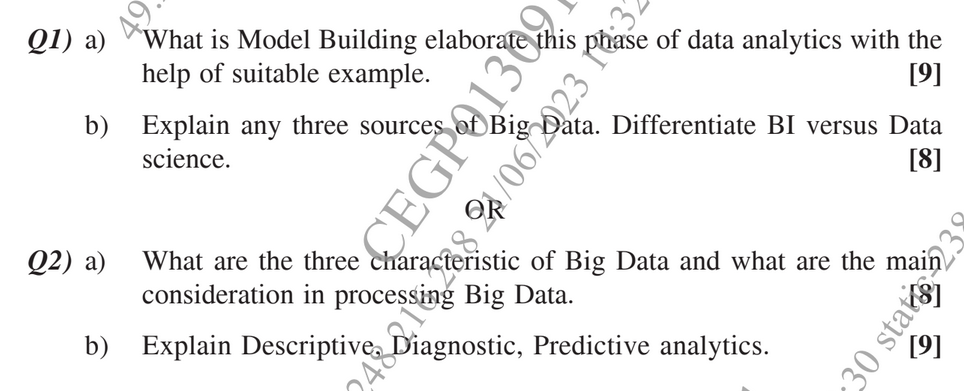 Q1) a) What is Model Building elaborate this phase of data analytics with the
help of suitable example. [9]
b) Explain any three sources of Big Data. Differentiate BI versus Data
science. [8]
OR
Q2) a) What are the three characteristic of Big Data and what are the main
consideration in processing Big Data. [8]
b) Explain Descriptive, Diagnostic, Predictive analytics. [9]
49.
CEGP013091
248.216.238 21/06/2023 10:32
:30 static-238